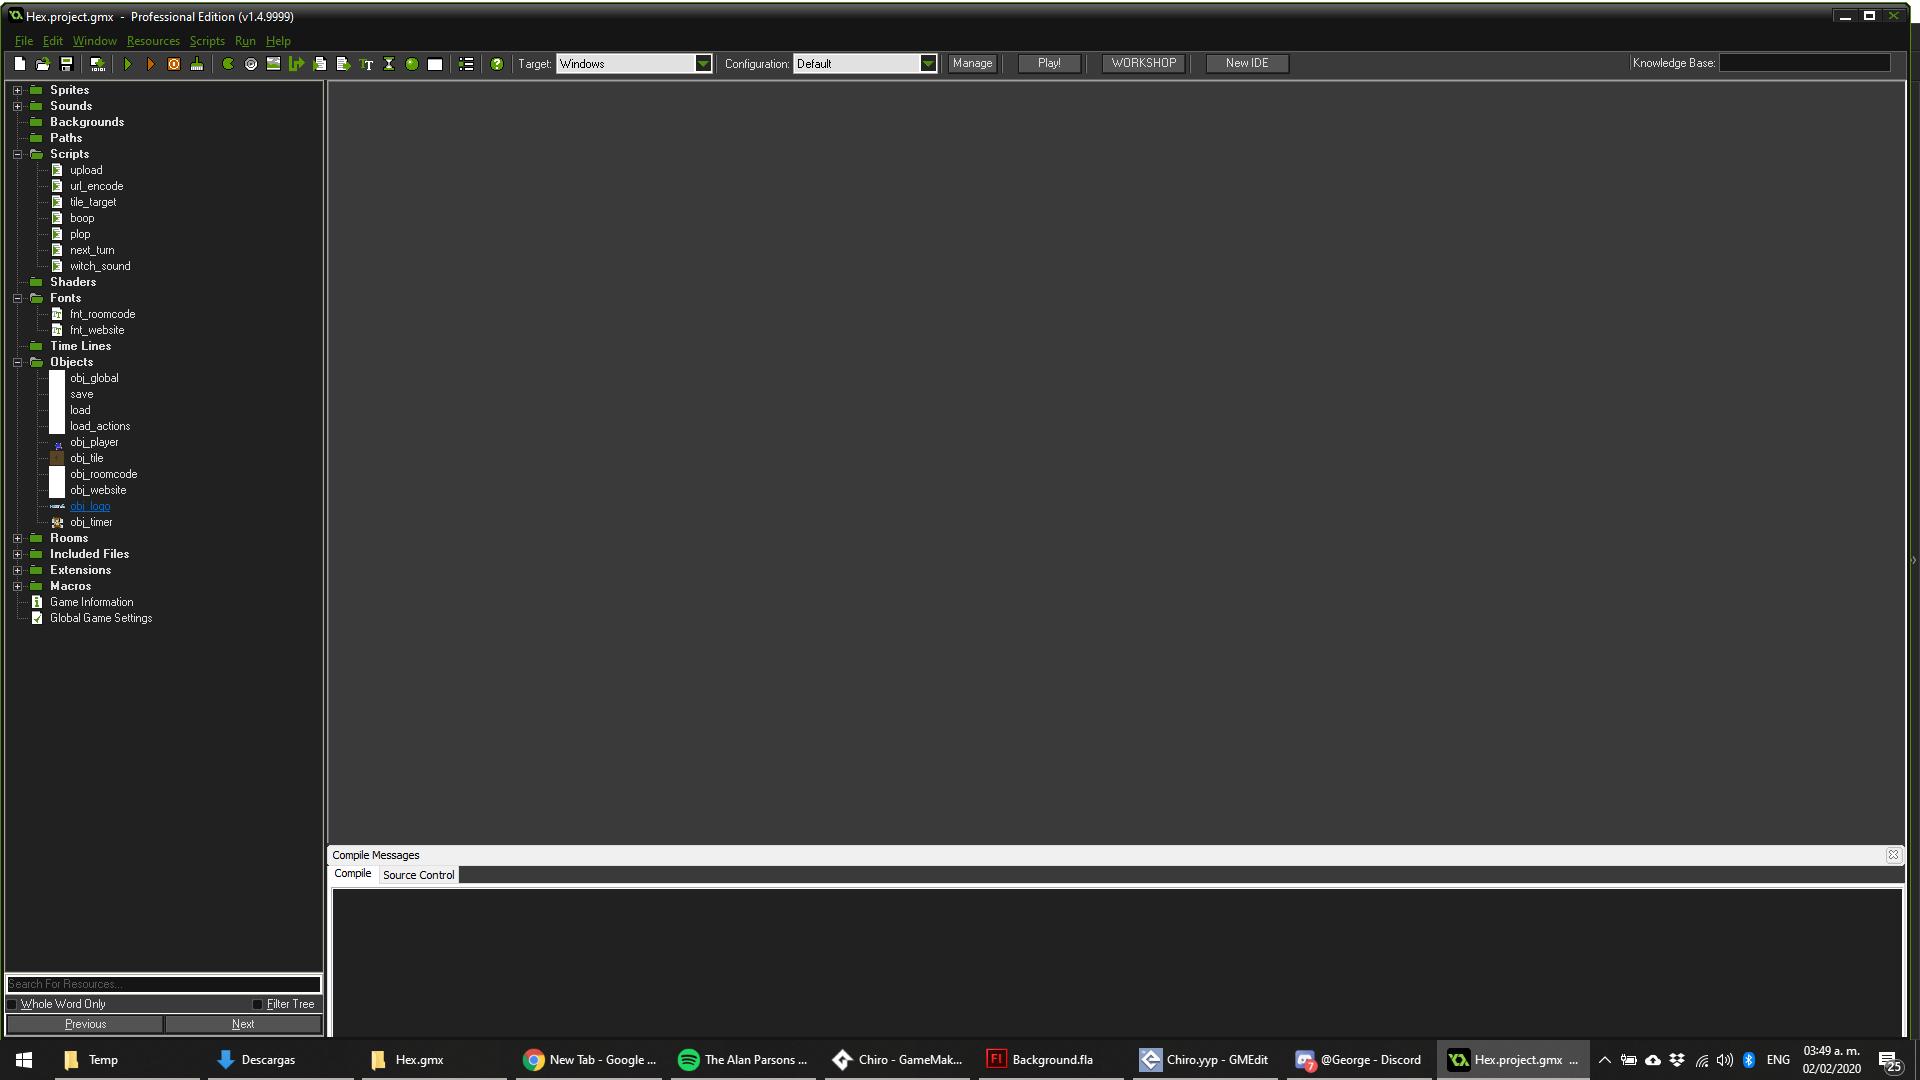 Hex.project.gmx  -  Professional Edition (v1.4.9999)
File Edit Window Resources Scripts Run Help
Target: Windows Configuration: Default Manage Play! WORKSHOP New IDE Knowledge Base:
Sprites
Sounds
Backgrounds
Paths
Scripts
upload
url_encode
tile_target
boop
plop
next_turn
witch_sound
Shaders
Fonts
fnt_roomcode
fnt_website
Time Lines
Objects
obj_global
save
load
load_actions
obj_player
obj_tile
obj_roomcode
obj_website
obj_logo
obj_timer
Rooms
Included Files
Extensions
Macros
Game Information
Global Game Settings
Compile Messages
Compile Source Control
Search For Resources...
Whole Word Only Filter Tree
Previous Next
Temp Descargas Hex.gmx New Tab - Google ... The Alan Parsons ... Chiro - GameMak... Background.fla Chiro.yyp - GMEdit @George - Discord Hex.project.gmx ... ENG 03:49 a. m.
02/02/2020 25